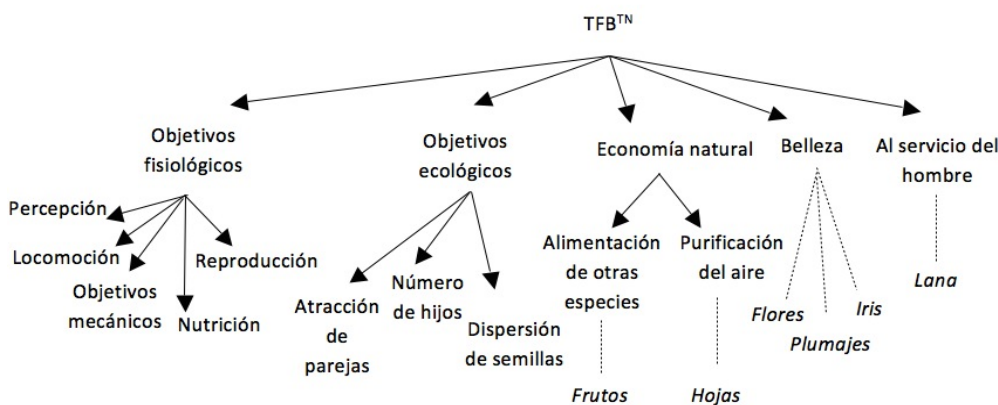 TFB^TN
Objetivos
fisiológicos
Objetivos
ecológicos
Economía natural
Belleza
Al servicio del
hombre
Percepción
Locomoción
Objetivos
mecánicos
Nutrición
Reproducción
Atracción
de
parejas
Número
de hijos
Dispersión
de semillas
Alimentación
de otras
especies
Purificación
del aire
Frutos
Hojas
Flores
Plumajes
Iris
Lana